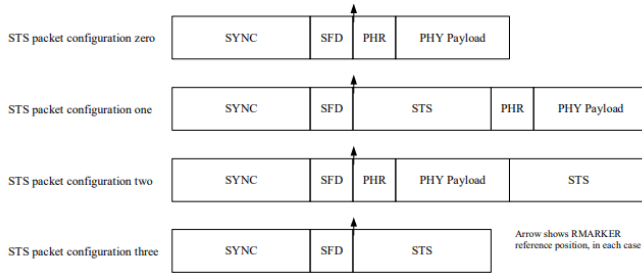 STS packet configuration zero SYNC SFD PHR PHY Payload
STS packet configuration one SYNC SFD STS PHR PHY Payload
STS packet configuration two SYNC SFD PHR PHY Payload STS
STS packet configuration three SYNC SFD STS
Arrow shows RMARKER
reference position, in each case